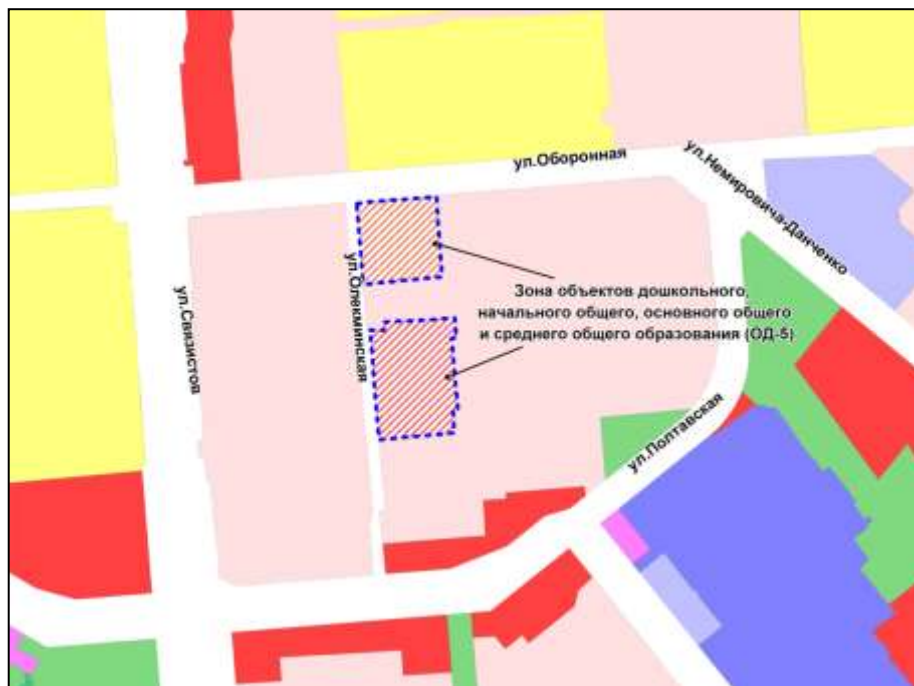 ул.Оборонная
ул.Немировича-Данченко
ул.Олекминская
ул.Связистов
Зона объектов дошкольного,
начального общего, основного общего
и среднего общего образования (ОД-5)
ул.Полтавская